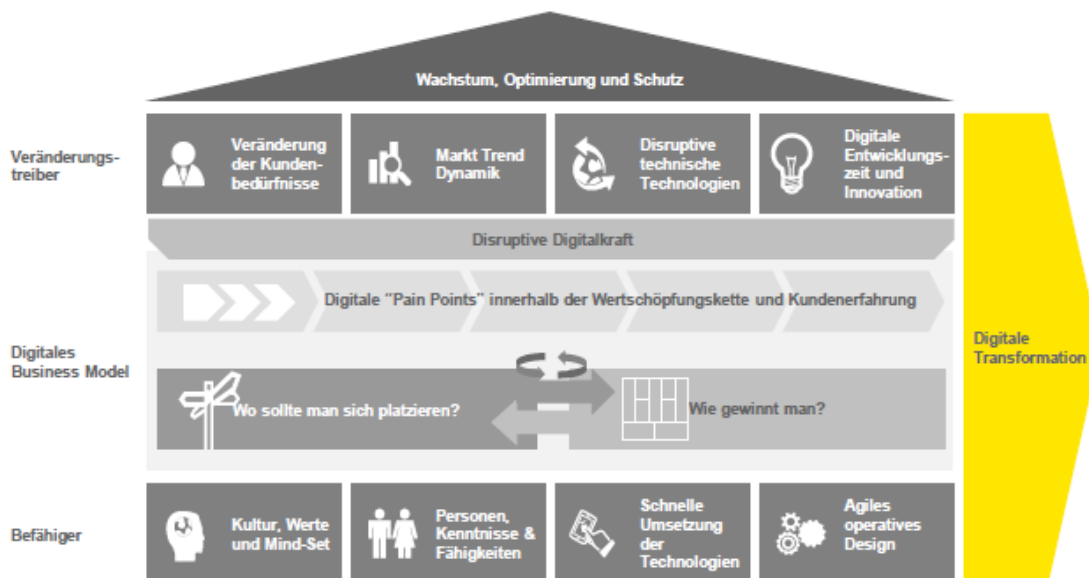 Wachstum, Optimierung und Schutz
Veränderungs-
treiber
Veränderung
der Kunden-
bedürfnisse
Markt Trend
Dynamik
Disruptive
technische
Technologien
Digitale
Entwicklungs-
zeit und
Innovation
Disruptive Digitalkraft
Digitale "Pain Points" innerhalb der Wertschöpfungskette und Kundenerfahrung
Digitales
Business Model
Wo sollte man sich platzieren?
Wie gewinnt man?
Digitale
Transformation
Befähiger
Kultur, Werte
und Mind-Set
Personen,
Kenntnisse &
Fähigkeiten
Schnelle
Umsetzung
der
Technologien
Agiles
operatives
Design